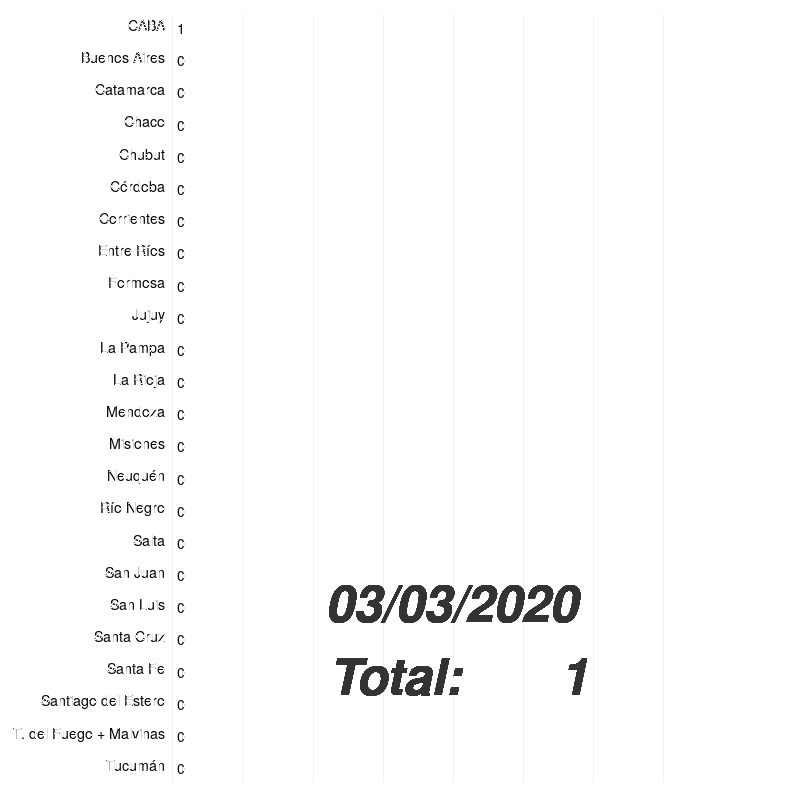 CABA 1
Buenos Aires 0
Catamarca 0
Chaco 0
Chubut 0
Córdoba 0
Corrientes 0
Entre Ríos 0
Formosa 0
Jujuy 0
La Pampa 0
La Rioja 0
Mendoza 0
Misiones 0
Neuquén 0
Río Negro 0
Salta 0
San Juan 0
San Luis 0
Santa Cruz 0
Santa Fe 0
Santiago del Estero 0
T. del Fuego + Malvinas 0
Tucumán 0
03/03/2020
Total: 1